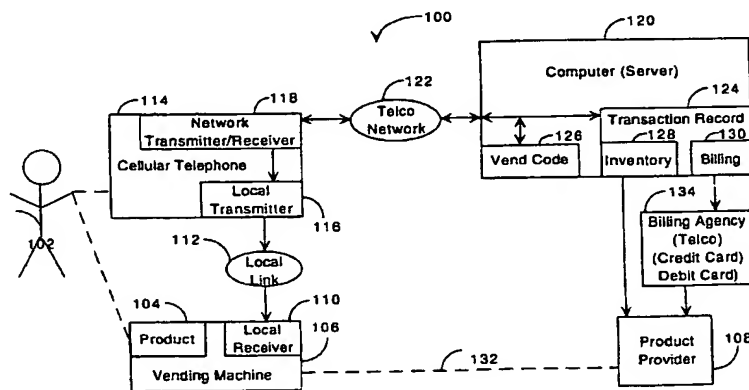 100
120
Computer (Server)
122
Telco
Network
124
114
118
Network
Transmitter/Receiver
Cellular Telephone
Local
Transmitter
116
Transaction Record
126
128
130
Vend Code
Inventory
Billing
134
Billing Agency
(Telco)
(Credit Card)
Debit Card)
102
112
Local
Link
104
110
Product
Local
Receiver
106
Vending Machine
132
Product
Provider
108